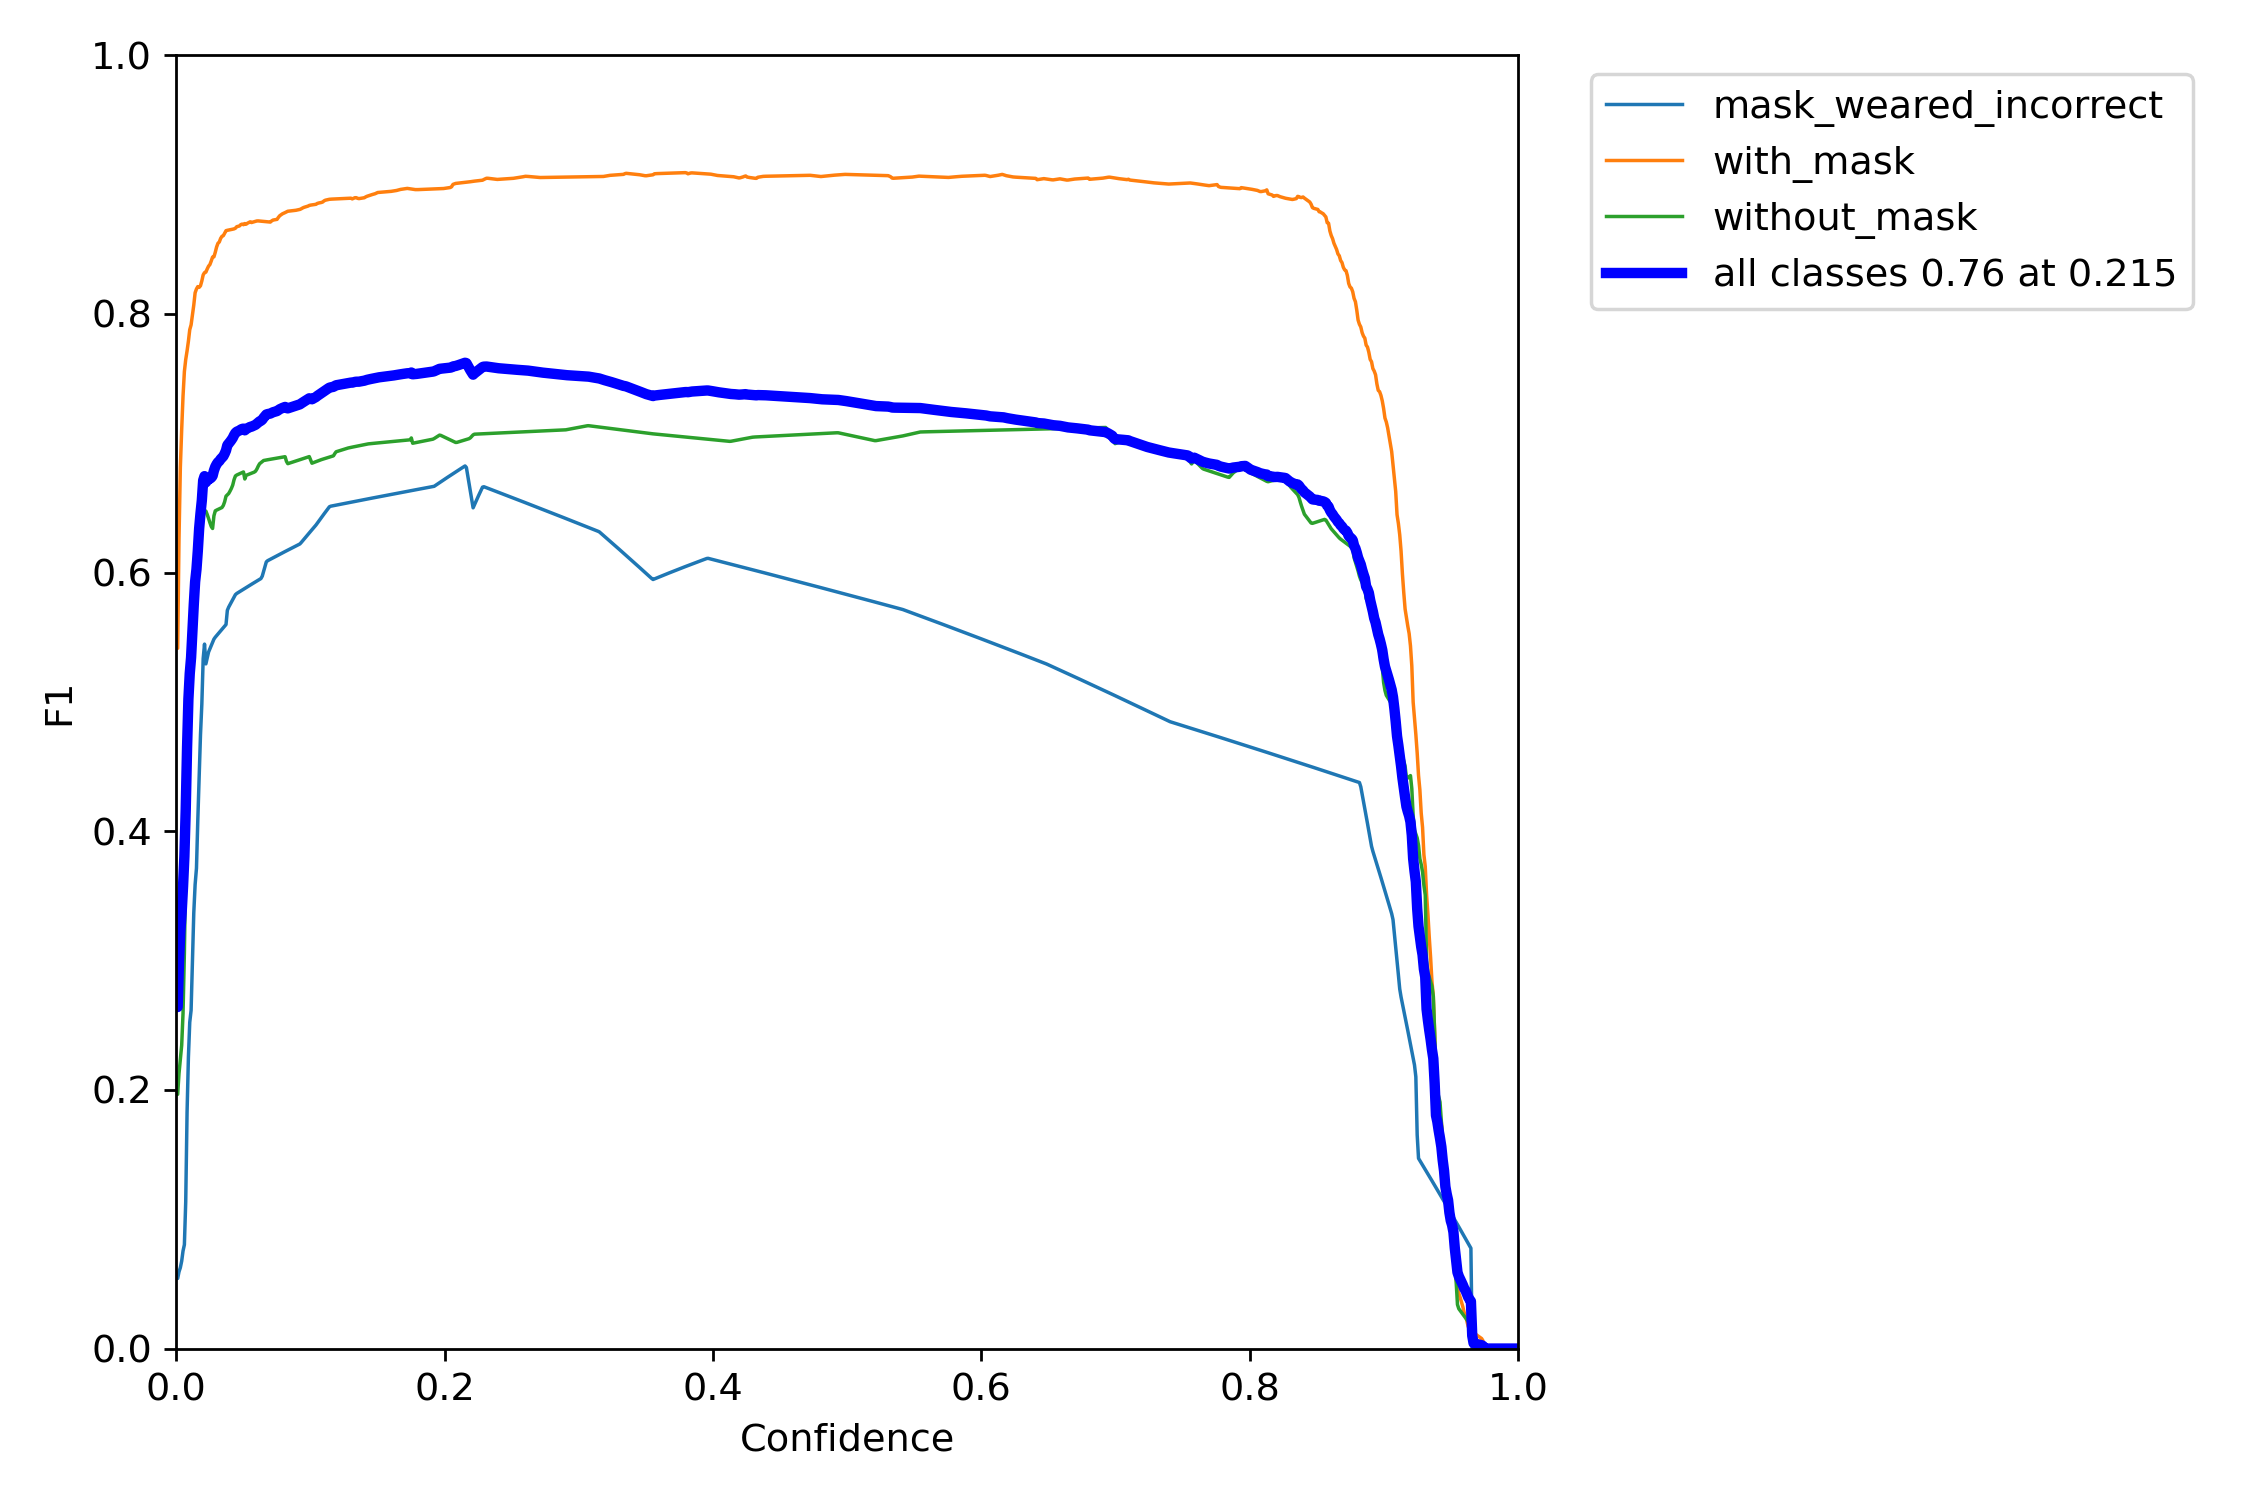 1.0
0.8
0.6
0.4
0.2
0.0
F1
0.0 0.2 0.4 0.6 0.8 1.0
Confidence
mask_weared_incorrect
with_mask
without_mask
all classes 0.76 at 0.215